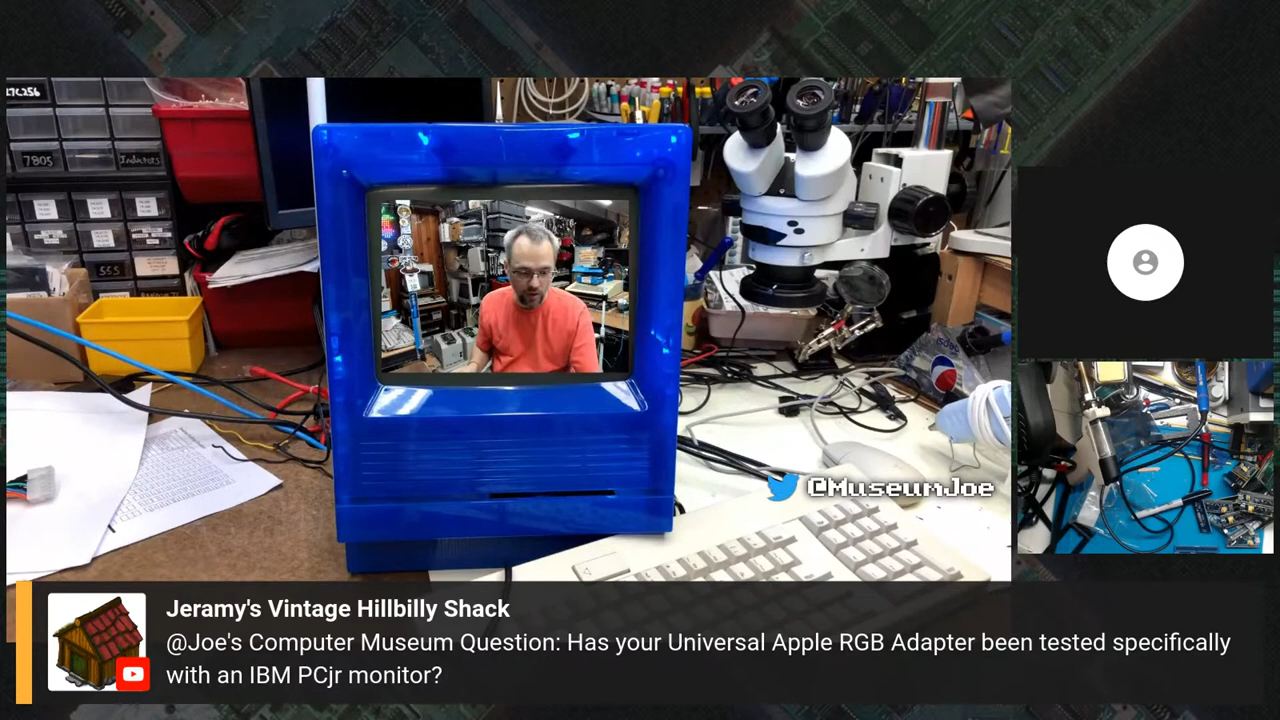 27C256
7805
Inductors
555
@MuseumJoe
Jeramy's Vintage Hillbilly Shack
@Joe's Computer Museum Question: Has your Universal Apple RGB Adapter been tested specifically
with an IBM PCjr monitor?